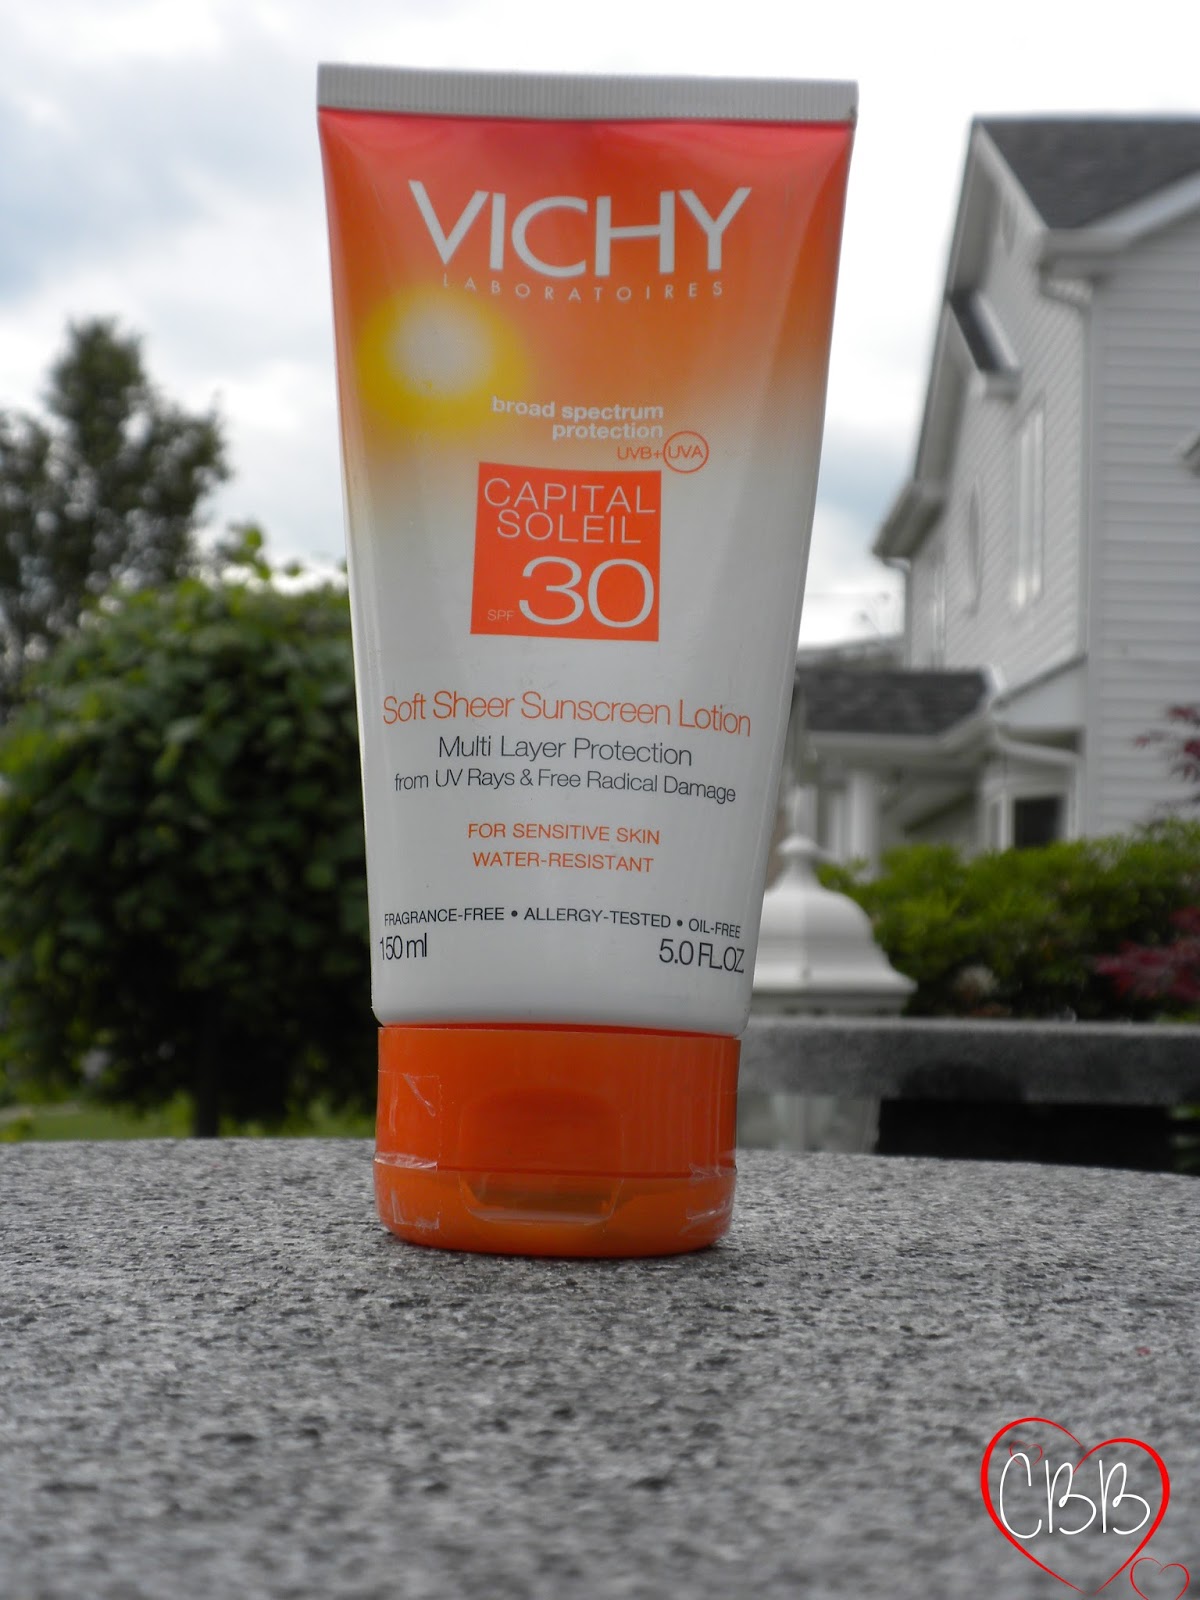 VICHY
LABORATOIRES
broad spectrum
protection
UVB+UVA
CAPITAL
SOLEIL
SPF 30
Soft Sheer Sunscreen Lotion
Multi Layer Protection
from UV Rays & Free Radical Damage
FOR SENSITIVE SKIN
WATER-RESISTANT
FRAGRANCE-FREE • ALLERGY-TESTED • OIL-FREE
150 ml 5.0 FL.OZ
CBB